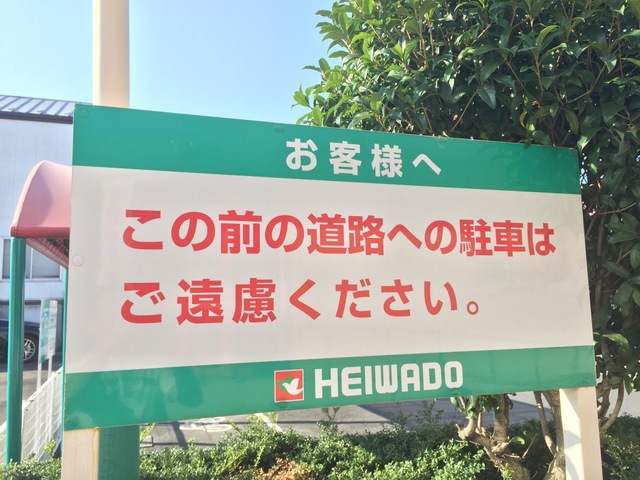 お客様へ
この前の道路への駐車は
ご遠慮ください。
HEIWADO